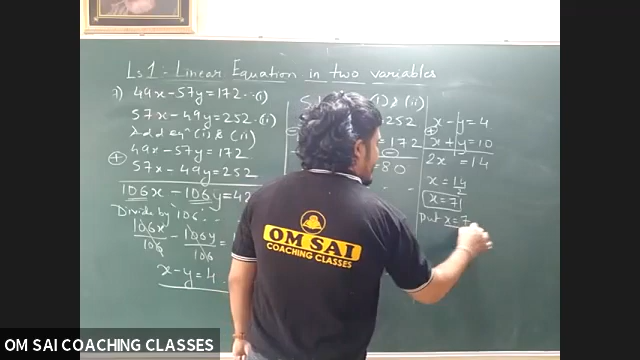 Ls 1 : Linear Equation in two variables
7) 49x - 57y = 172 ... (i)
57x - 49y = 252 ... (ii)
Add eqn (i) & (ii)
49x - 57y = 172
57x - 49y = 252
106x - 106y = 42
Divide by 106
106x/106 - 106y/106 =
x - y = 4
(i) & (ii)
252
= 172
= 80
x - y = 4
x + y = 10
2x = 14
x = 14/2
x = 7
Put x = 7
OM SAI
COACHING CLASSES
OM SAI COACHING CLASSES